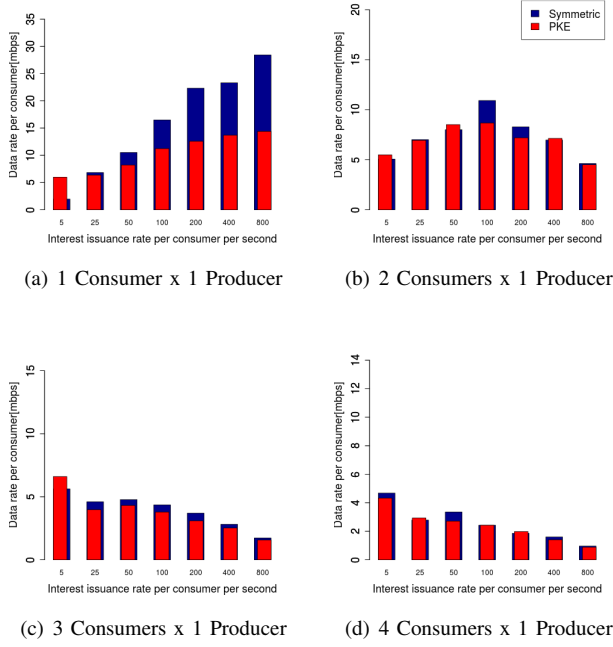 Data rate per consumer[mbps]
35
30
25
20
15
10
5
0
5 25 50 100 200 400 800
Interest issuance rate per consumer per second
(a) 1 Consumer x 1 Producer
Symmetric
PKE
Data rate per consumer[mbps]
20
15
10
5
0
5 25 50 100 200 400 800
Interest issuance rate per consumer per second
(b) 2 Consumers x 1 Producer
Data rate per consumer[mbps]
15
10
5
0
5 25 50 100 200 400 800
Interest issuance rate per consumer per second
(c) 3 Consumers x 1 Producer
Data rate per consumer[mbps]
14
12
10
8
6
4
2
0
5 25 50 100 200 400 800
Interest issuance rate per consumer per second
(d) 4 Consumers x 1 Producer